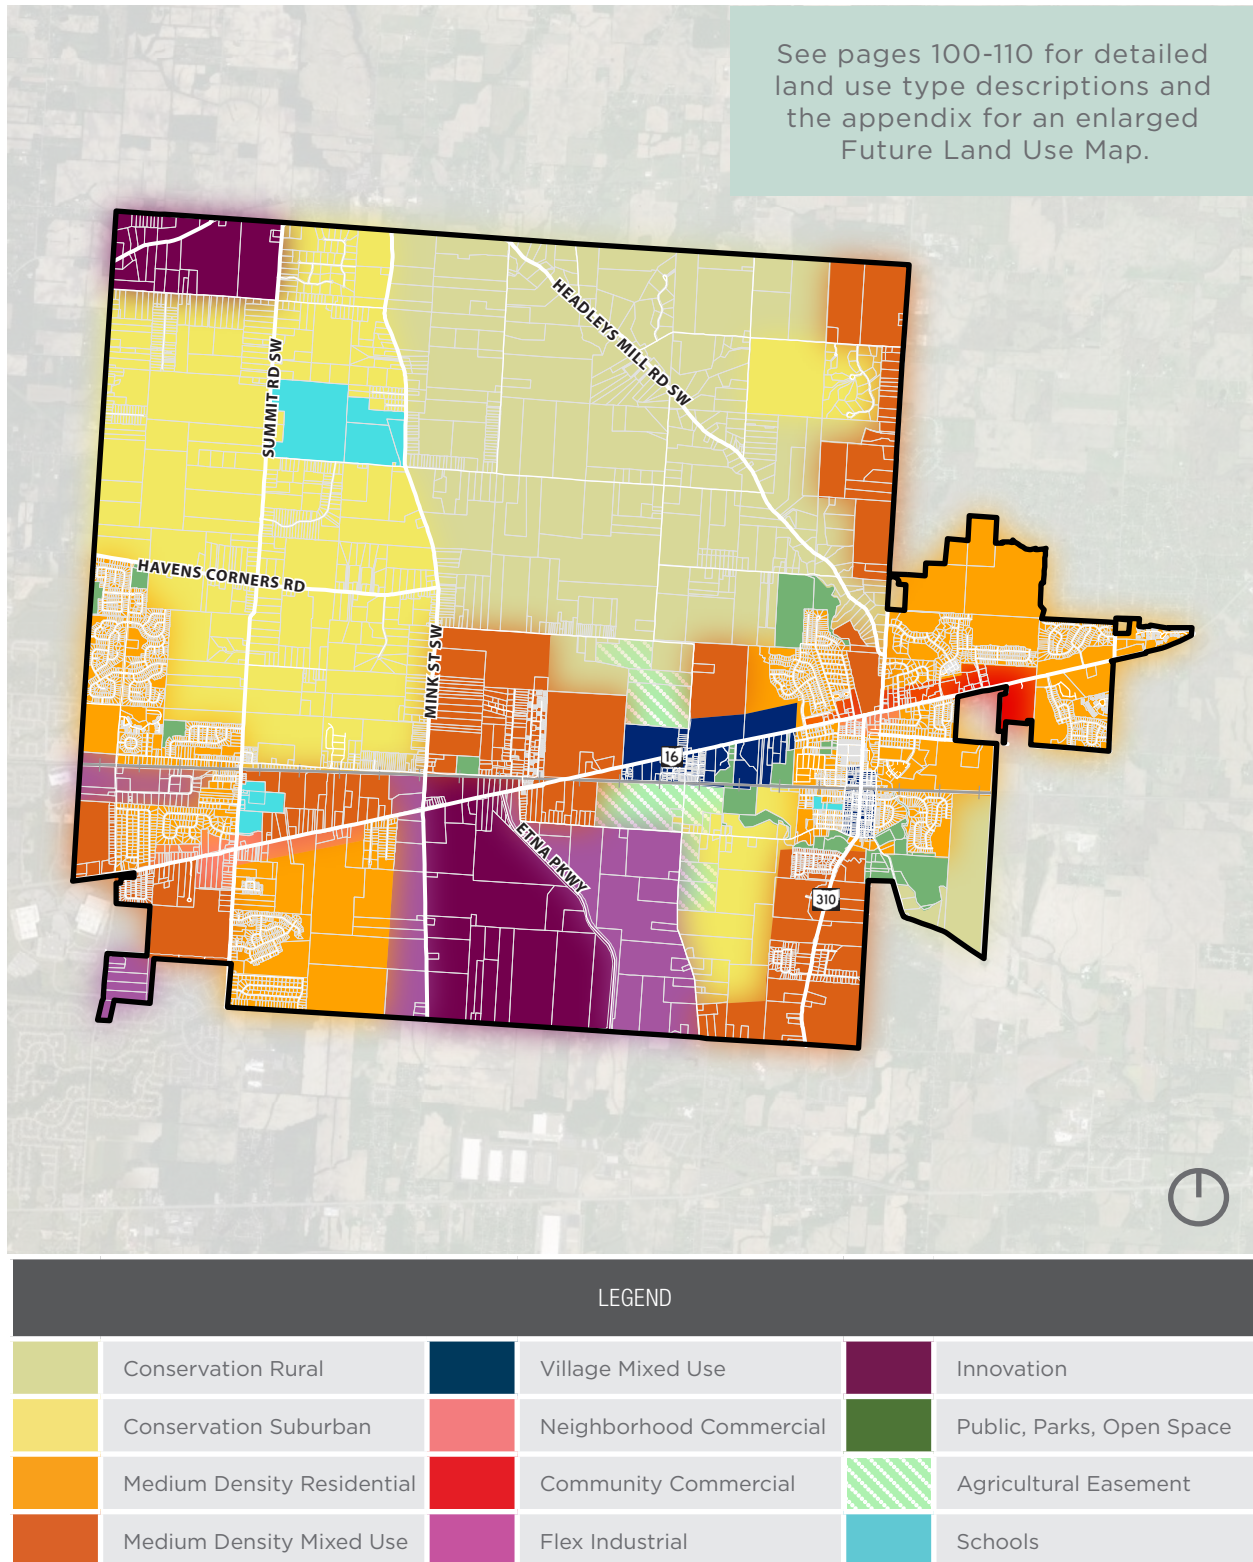 See pages 100-110 for detailed
land use type descriptions and
the appendix for an enlarged
Future Land Use Map.
HEADLEYS MILL RD SW
SUMMIT RD SW
HAVENS CORNERS RD
MINK ST SW
16
ETNA PKWY
310
LEGEND
Conservation Rural
Village Mixed Use
Innovation
Conservation Suburban
Neighborhood Commercial
Public, Parks, Open Space
Medium Density Residential
Community Commercial
Agricultural Easement
Medium Density Mixed Use
Flex Industrial
Schools